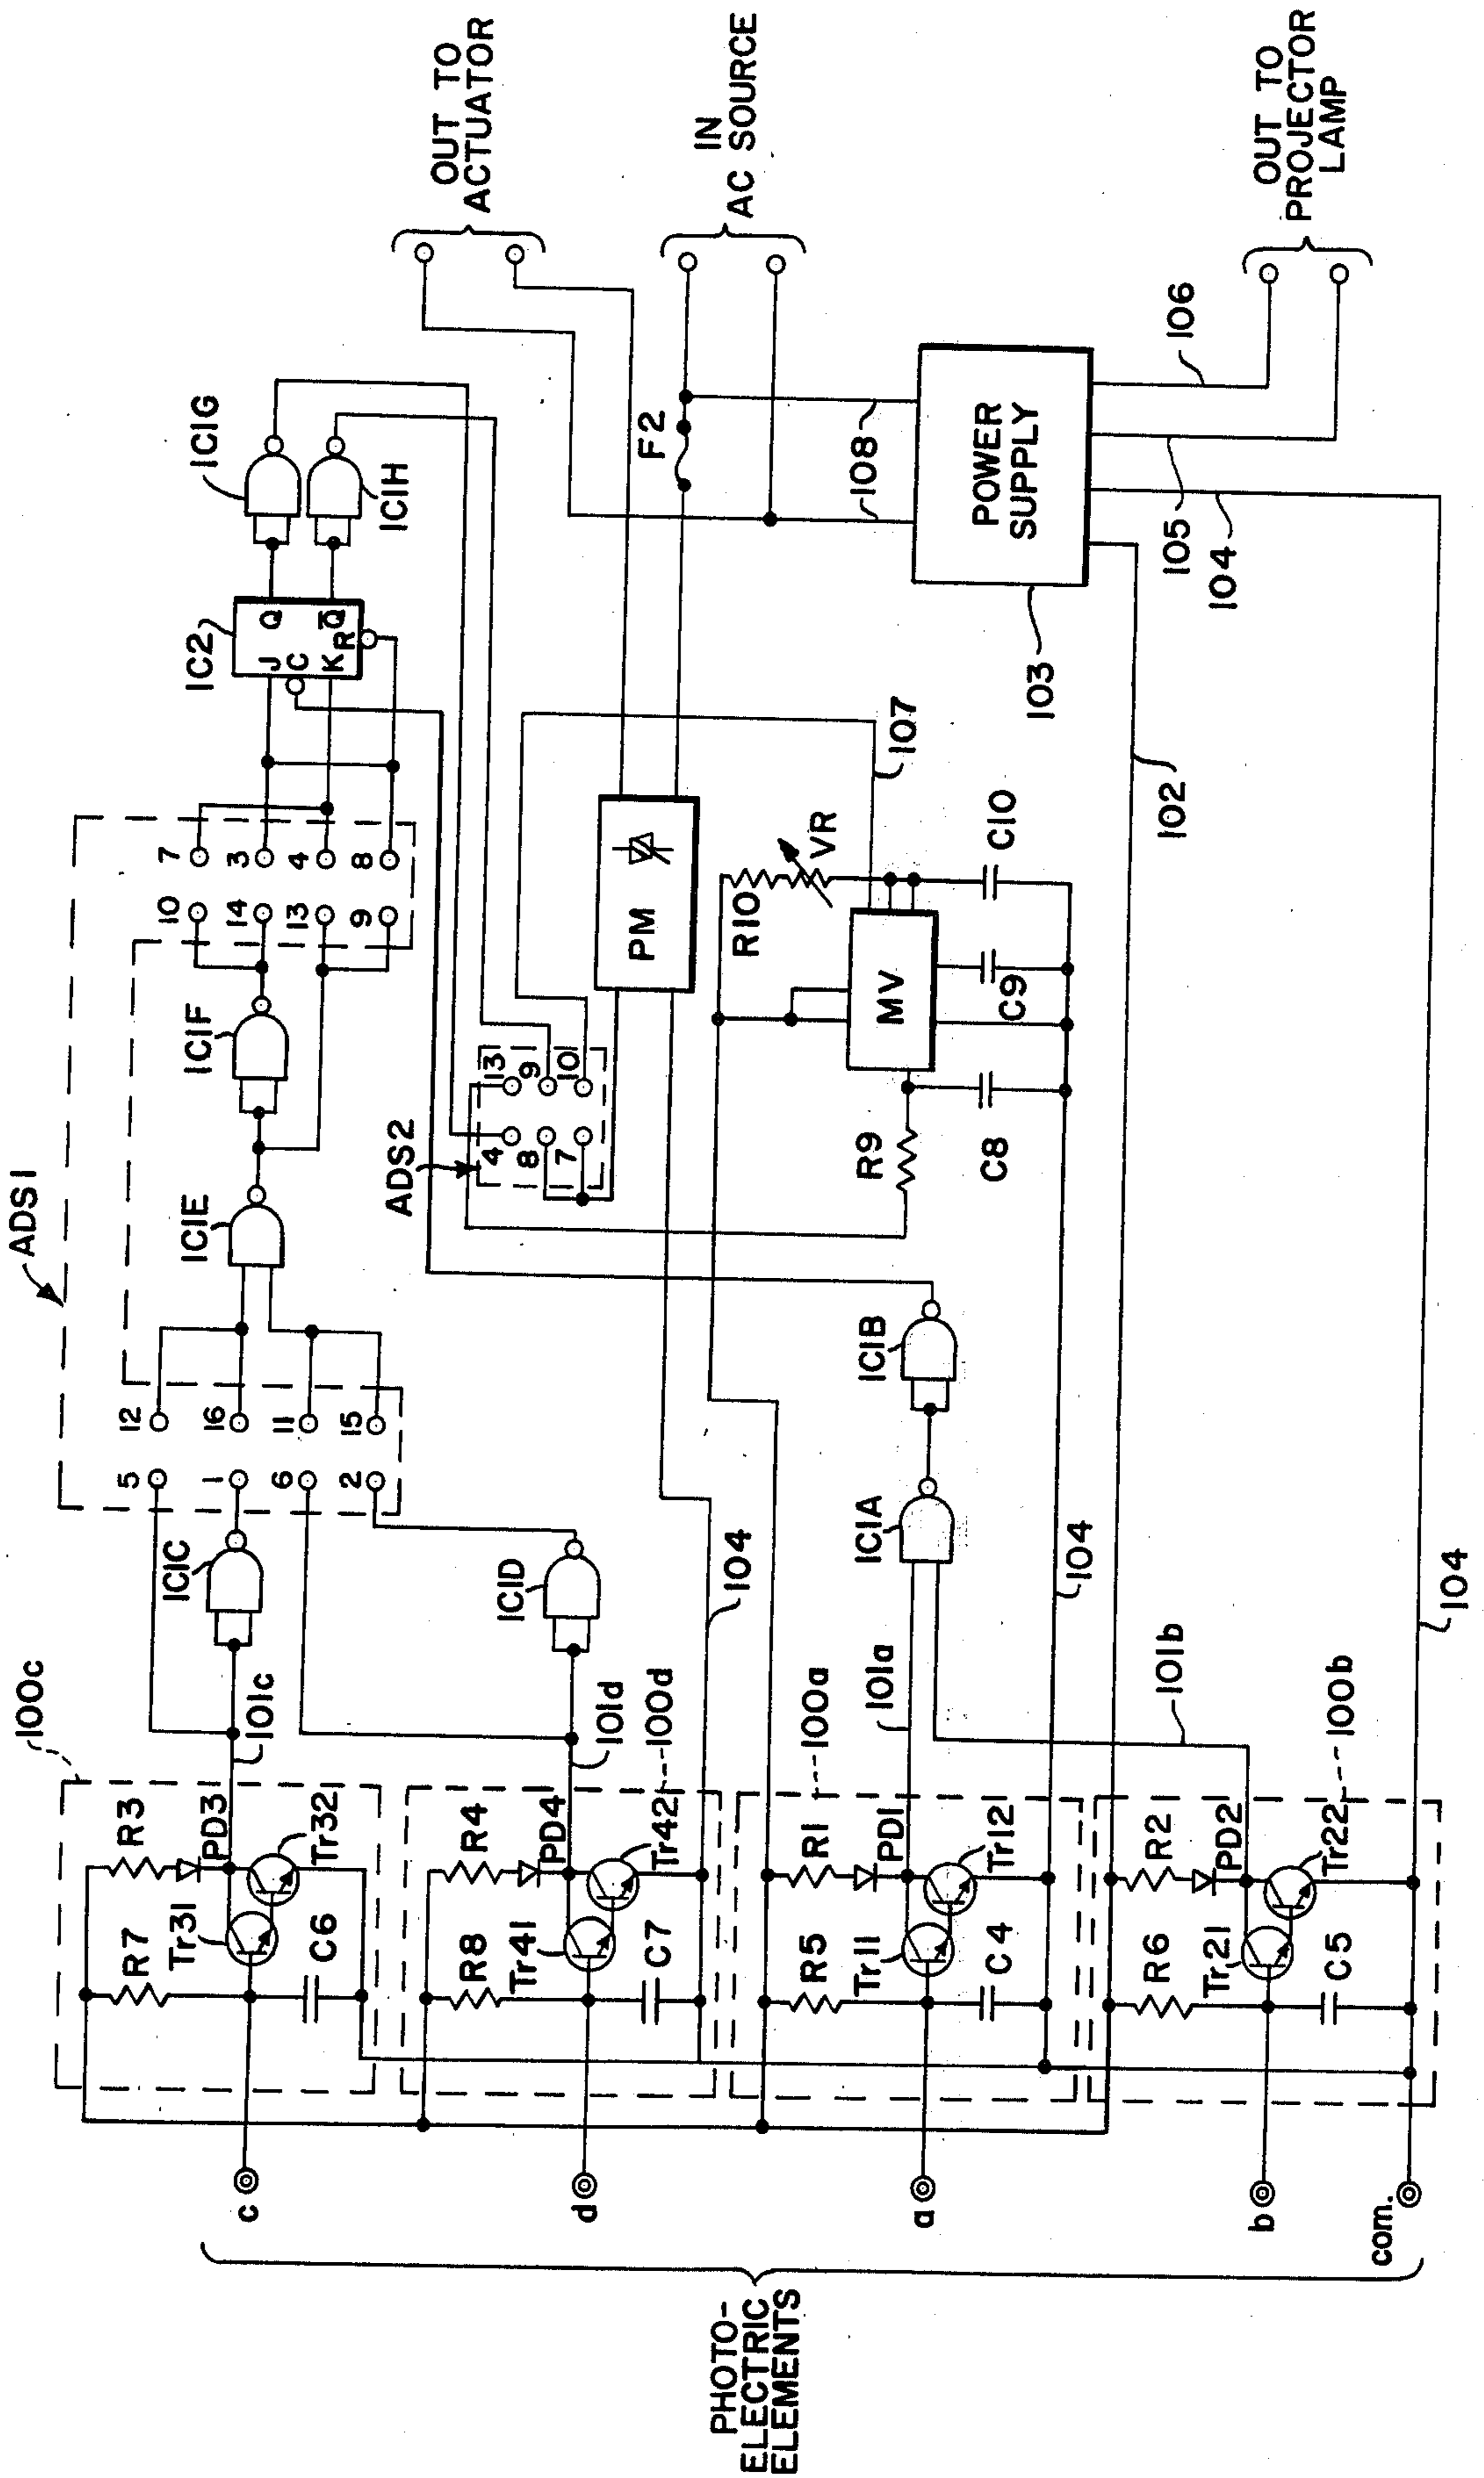 PHOTO-
ELECTRIC
ELEMENTS
c
d
a
b
com.
100c
R7
R3
Tr31
PD3
Tr32
C6
101c
IC1C
R8
R4
Tr41
PD4
Tr42
C7
101d
100d
IC1D
104
R5
R1
Tr11
PD1
Tr12
C4
101a
100a
IC1A
IC1B
104
R6
R2
Tr21
PD2
Tr22
C5
101b
100b
104
ADS1
5 12
1 16
6 11
2 15
IC1E
IC1F
10 7
14 3
13 4
9 8
IC2
J Q
C
K Q
R
IC1G
IC1H
ADS2
4 13
8 9
7 10
PM
R9
C8
MV
C9
R10
VR
C10
107
102
F2
108
108
POWER
SUPPLY
103
104
105
106
OUT TO
ACTUATOR
IN
AC SOURCE
OUT TO
PROJECTOR
LAMP